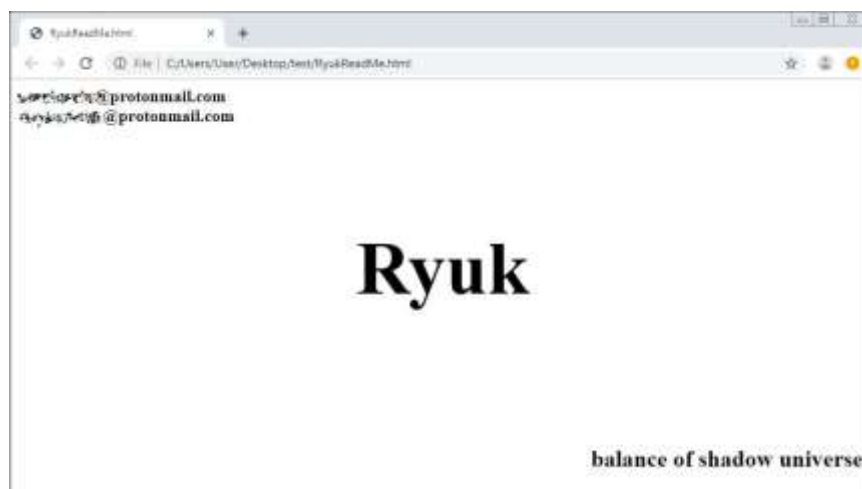 RyukReadMe.html
File | C:/Users/User/Desktop/test/RyukReadMe.html
@protonmail.com
@protonmail.com
Ryuk
balance of shadow universe